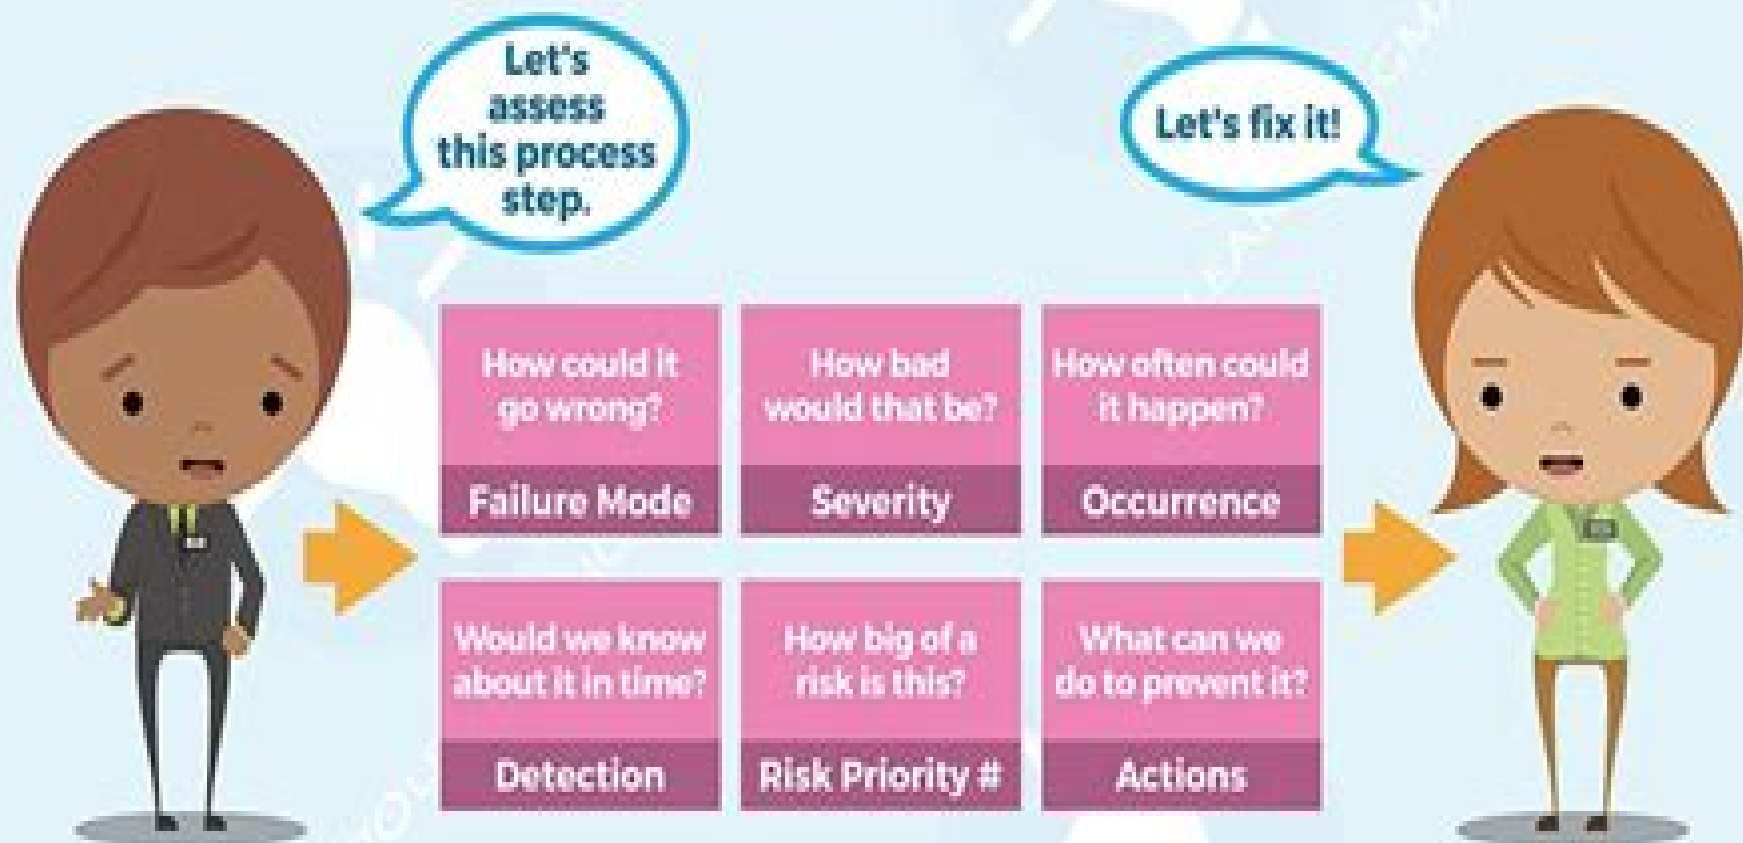 Let's
assess
this process
step.
Let's fix it!
How could it
go wrong?
Failure Mode
How bad
would that be?
Severity
How often could
it happen?
Occurrence
Would we know
about it in time?
Detection
How big of a
risk is this?
Risk Priority #
What can we
do to prevent it?
Actions